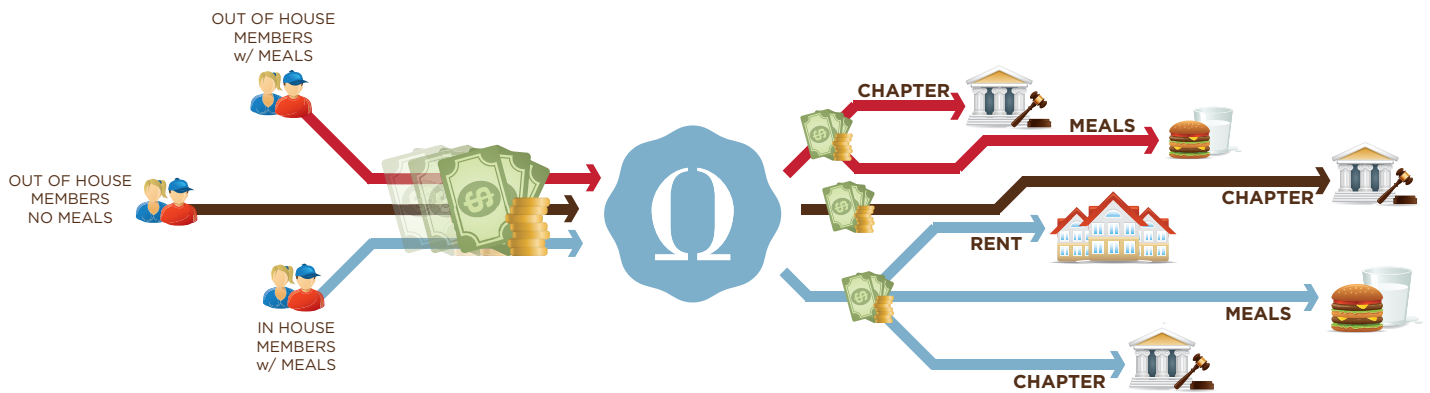 OUT OF HOUSE
MEMBERS
w/ MEALS
OUT OF HOUSE
MEMBERS
NO MEALS
IN HOUSE
MEMBERS
w/ MEALS
Ω
CHAPTER
MEALS
CHAPTER
RENT
MEALS
CHAPTER